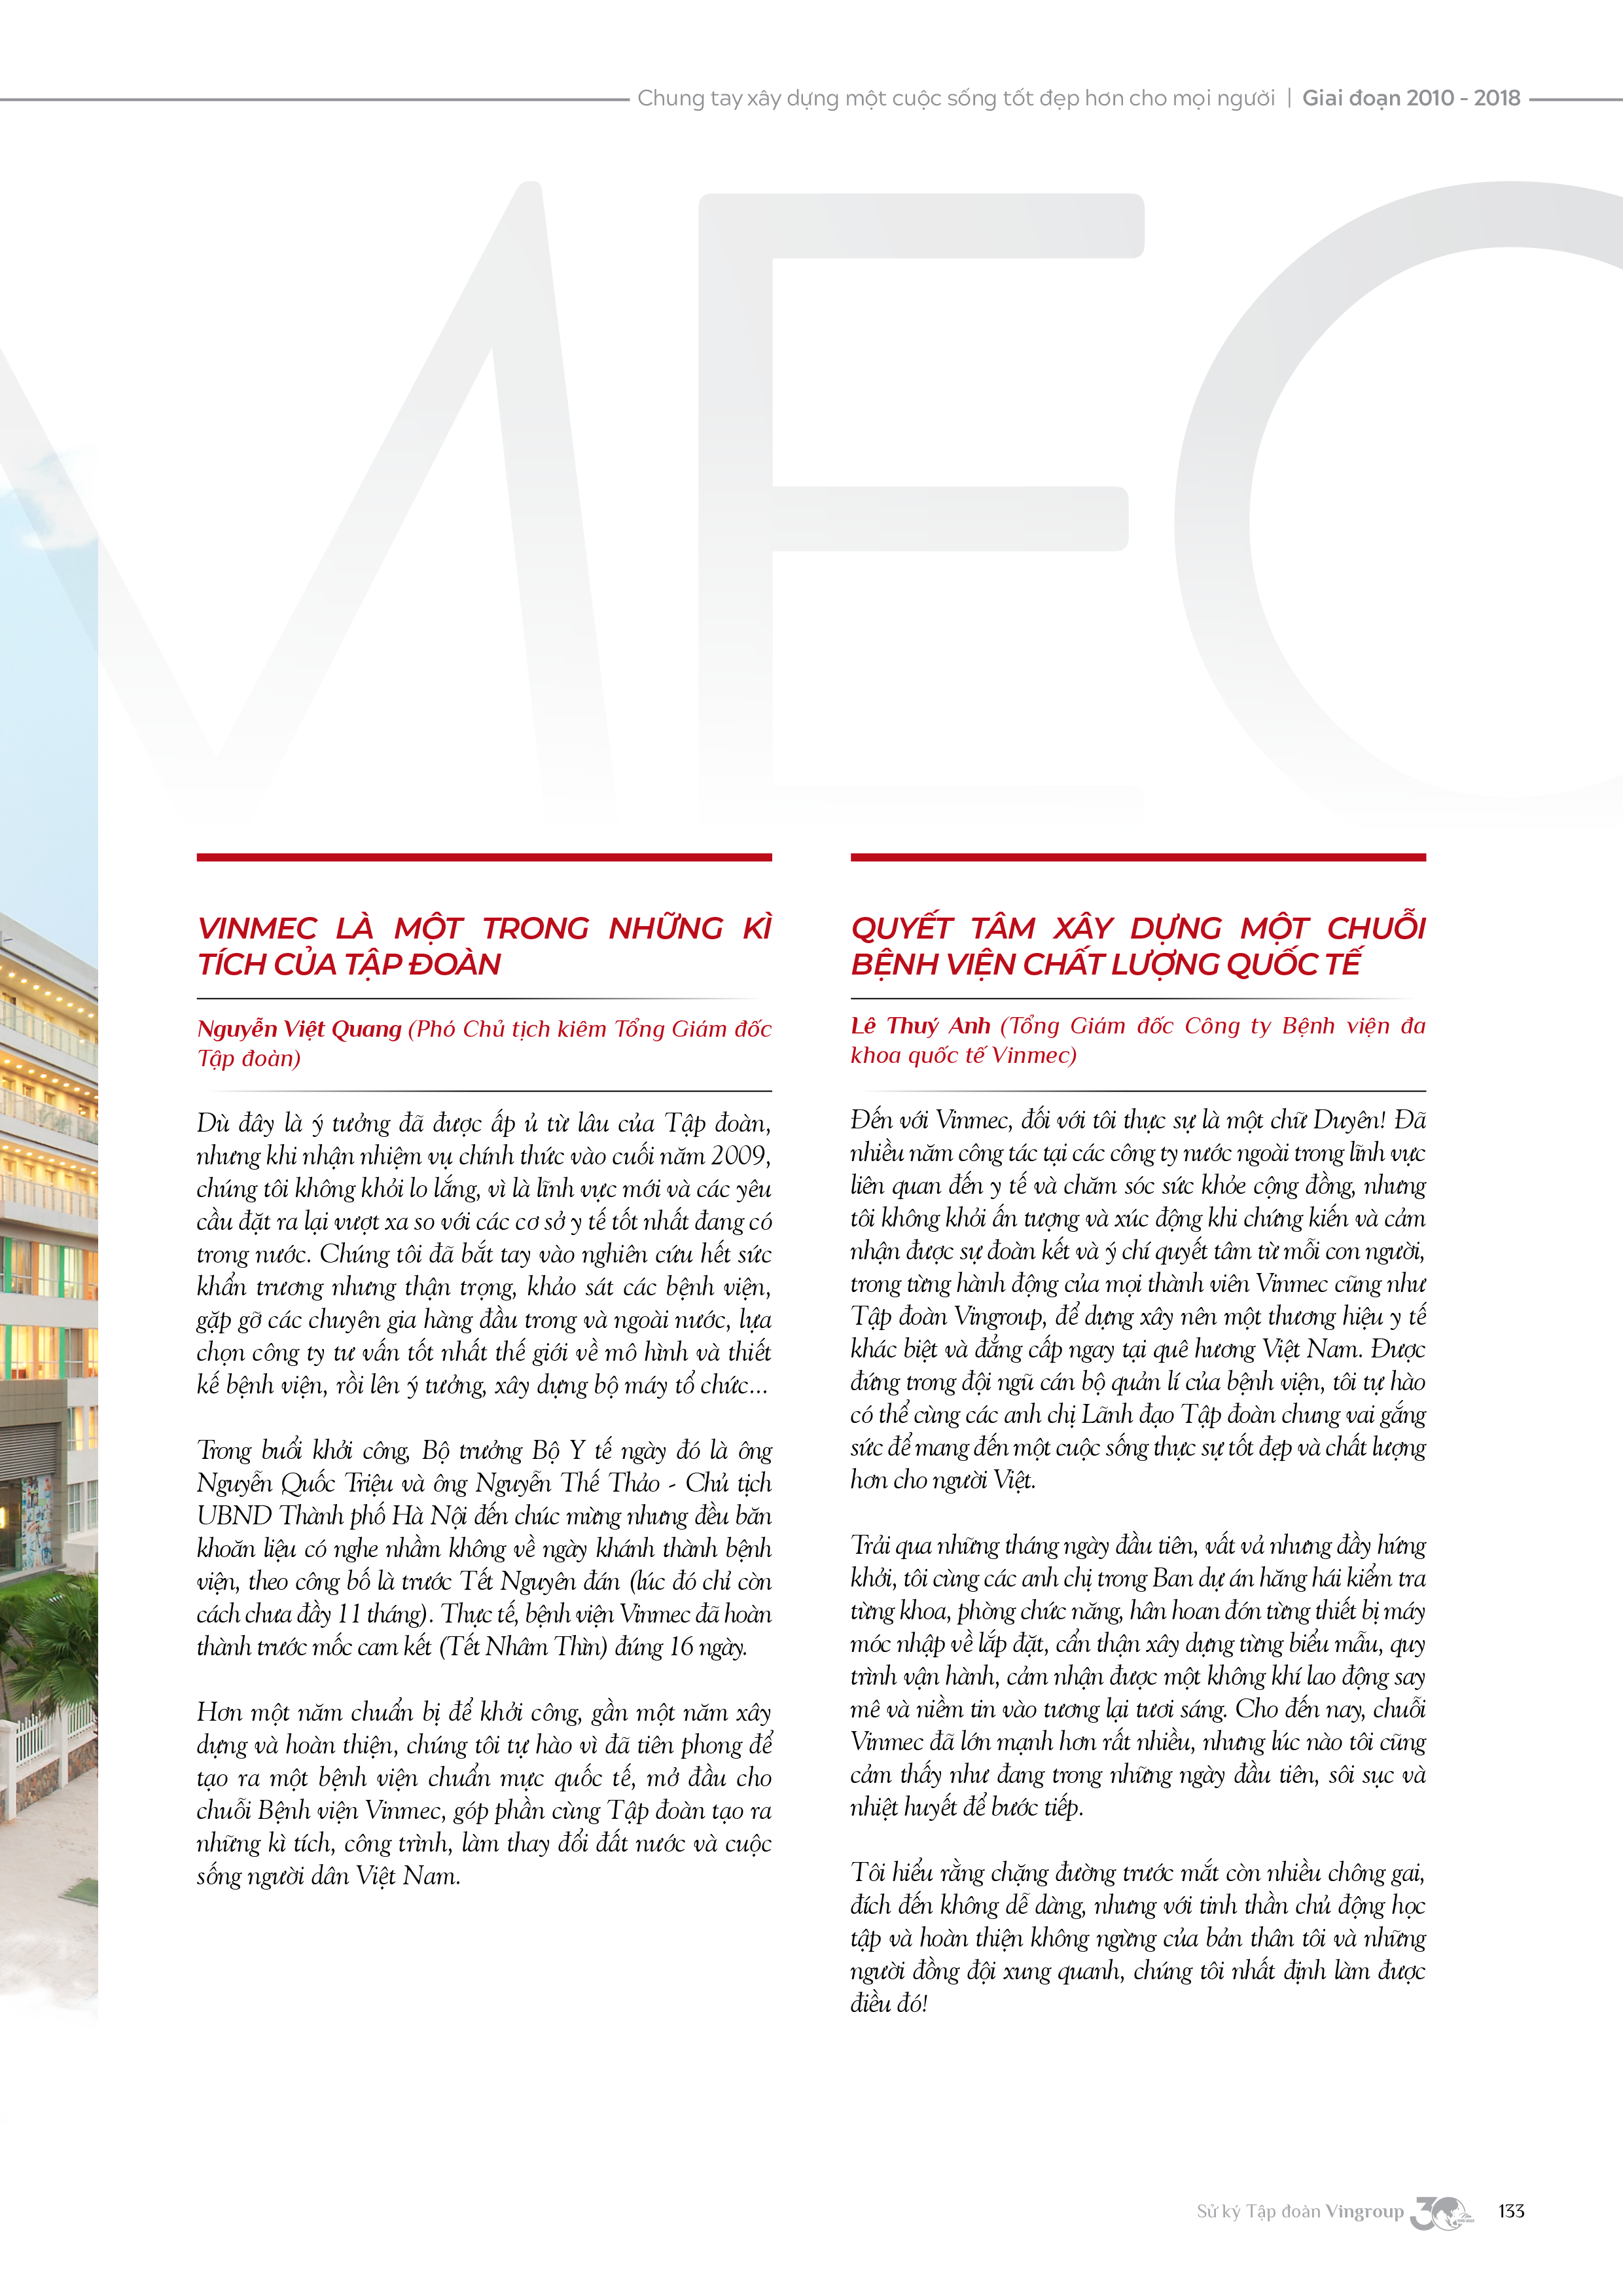 Chung tay xây dựng một cuộc sống tốt đẹp hơn cho mọi người | Giai đoạn 2010 - 2018
MEC
VINMEC LÀ MỘT TRONG NHỮNG KÌ
TÍCH CỦA TẬP ĐOÀN
Nguyễn Việt Quang (Phó Chủ tịch kiêm Tổng Giám đốc
Tập đoàn)
Dù đây là ý tưởng đã được ấp ủ từ lâu của Tập đoàn,
nhưng khi nhận nhiệm vụ chính thức vào cuối năm 2009,
chúng tôi không khỏi lo lắng, vì là lĩnh vực mới và các yêu
cầu đặt ra lại vượt xa so với các cơ sở y tế tốt nhất đang có
trong nước. Chúng tôi đã bắt tay vào nghiên cứu hết sức
khẩn trương nhưng thận trọng, khảo sát các bệnh viện,
gặp gỡ các chuyên gia hàng đầu trong và ngoài nước, lựa
chọn công ty tư vấn tốt nhất thế giới về mô hình và thiết
kế bệnh viện, rồi lên ý tưởng, xây dựng bộ máy tổ chức...
Trong buổi khởi công, Bộ trưởng Bộ Y tế ngày đó là ông
Nguyễn Quốc Triệu và ông Nguyễn Thế Thảo - Chủ tịch
UBND Thành phố Hà Nội đến chúc mừng nhưng đều băn
khoăn liệu có nghe nhầm không về ngày khánh thành bệnh
viện, theo công bố là trước Tết Nguyên đán (lúc đó chỉ còn
cách chưa đầy 11 tháng). Thực tế, bệnh viện Vinmec đã hoàn
thành trước mốc cam kết (Tết Nhâm Thìn) đúng 16 ngày.
Hơn một năm chuẩn bị để khởi công, gần một năm xây
dựng và hoàn thiện, chúng tôi tự hào vì đã tiên phong để
tạo ra một bệnh viện chuẩn mực quốc tế, mở đầu cho
chuỗi Bệnh viện Vinmec, góp phần cùng Tập đoàn tạo ra
những kì tích, công trình, làm thay đổi đất nước và cuộc
sống người dân Việt Nam.
QUYẾT TÂM XÂY DỰNG MỘT CHUỖI
BỆNH VIỆN CHẤT LƯỢNG QUỐC TẾ
Lê Thuý Anh (Tổng Giám đốc Công ty Bệnh viện đa
khoa quốc tế Vinmec)
Đến với Vinmec, đối với tôi thực sự là một chữ Duyên! Đã
nhiều năm công tác tại các công ty nước ngoài trong lĩnh vực
liên quan đến y tế và chăm sóc sức khỏe cộng đồng, nhưng
tôi không khỏi ấn tượng và xúc động khi chứng kiến và cảm
nhận được sự đoàn kết và ý chí quyết tâm từ mỗi con người,
trong từng hành động của mọi thành viên Vinmec cũng như
Tập đoàn Vingroup, để dựng xây nên một thương hiệu y tế
khác biệt và đẳng cấp ngay tại quê hương Việt Nam. Được
đứng trong đội ngũ cán bộ quản lí của bệnh viện, tôi tự hào
có thể cùng các anh chị Lãnh đạo Tập đoàn chung vai gắng
sức để mang đến một cuộc sống thực sự tốt đẹp và chất lượng
hơn cho người Việt.
Trải qua những tháng ngày đầu tiên, vất vả nhưng đầy hứng
khởi, tôi cùng các anh chị trong Ban dự án hăng hái kiểm tra
từng khoa, phòng chức năng, hân hoan đón từng thiết bị máy
móc nhập về lắp đặt, cẩn thận xây dựng từng biểu mẫu, quy
trình vận hành, cảm nhận được một không khí lao động say
mê và niềm tin vào tương lại tươi sáng. Cho đến nay, chuỗi
Vinmec đã lớn mạnh hơn rất nhiều, nhưng lúc nào tôi cũng
cảm thấy như đang trong những ngày đầu tiên, sôi sục và
nhiệt huyết để bước tiếp.
Tôi hiểu rằng chặng đường trước mắt còn nhiều chông gai,
đích đến không dễ dàng, nhưng với tinh thần chủ động học
tập và hoàn thiện không ngừng của bản thân tôi và những
người đồng đội xung quanh, chúng tôi nhất định làm được
điều đó!
Sử ký Tập đoàn Vingroup 30 133